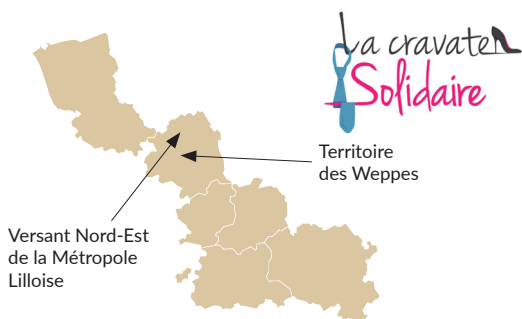 La cravate
Solidaire
Territoire
des Weppes
Versant Nord-Est
de la Métropole
Lilloise